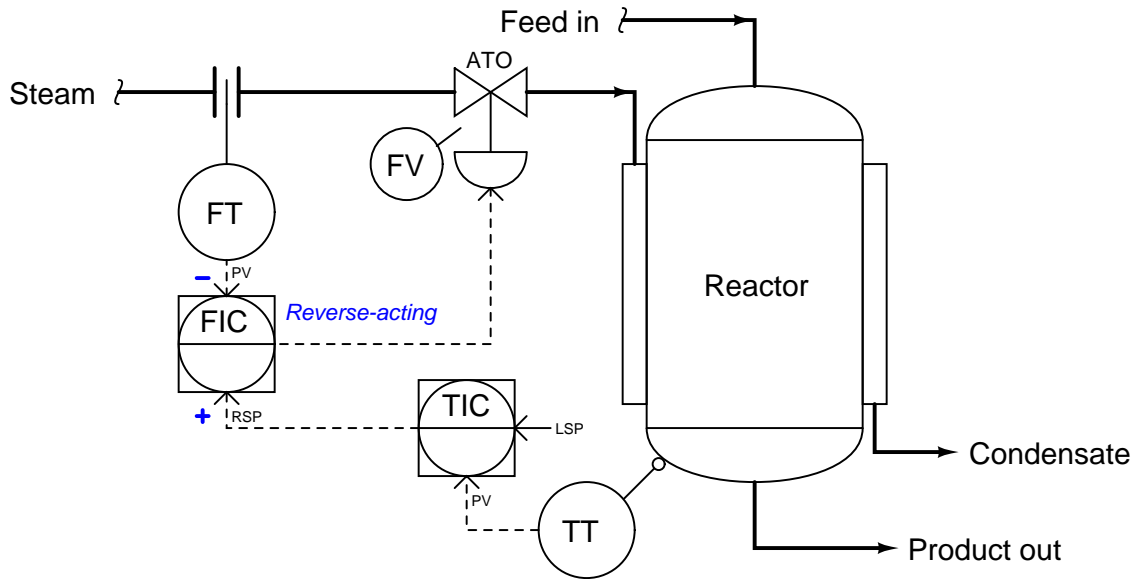 Feed in
ATO
Steam
FV
FT
− PV
FIC
Reverse-acting
Reactor
+ RSP
TIC
LSP
PV
TT
Condensate
Product out